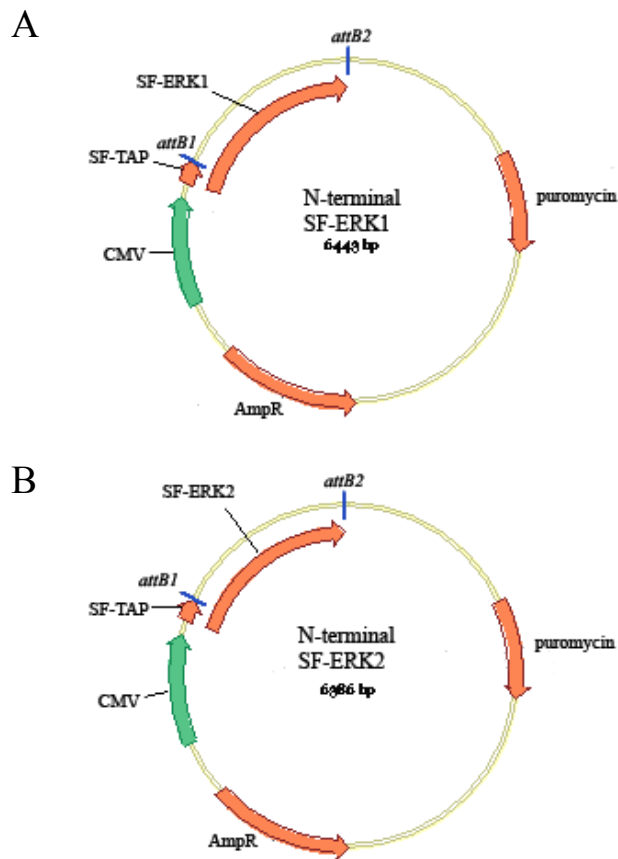 A
attB2
SF-ERK1
attB1
SF-TAP
puromycin
N-terminal
SF-ERK1
6443 bp
CMV
AmpR
B
attB2
SF-ERK2
attB1
SF-TAP
puromycin
N-terminal
SF-ERK2
6386 bp
CMV
AmpR